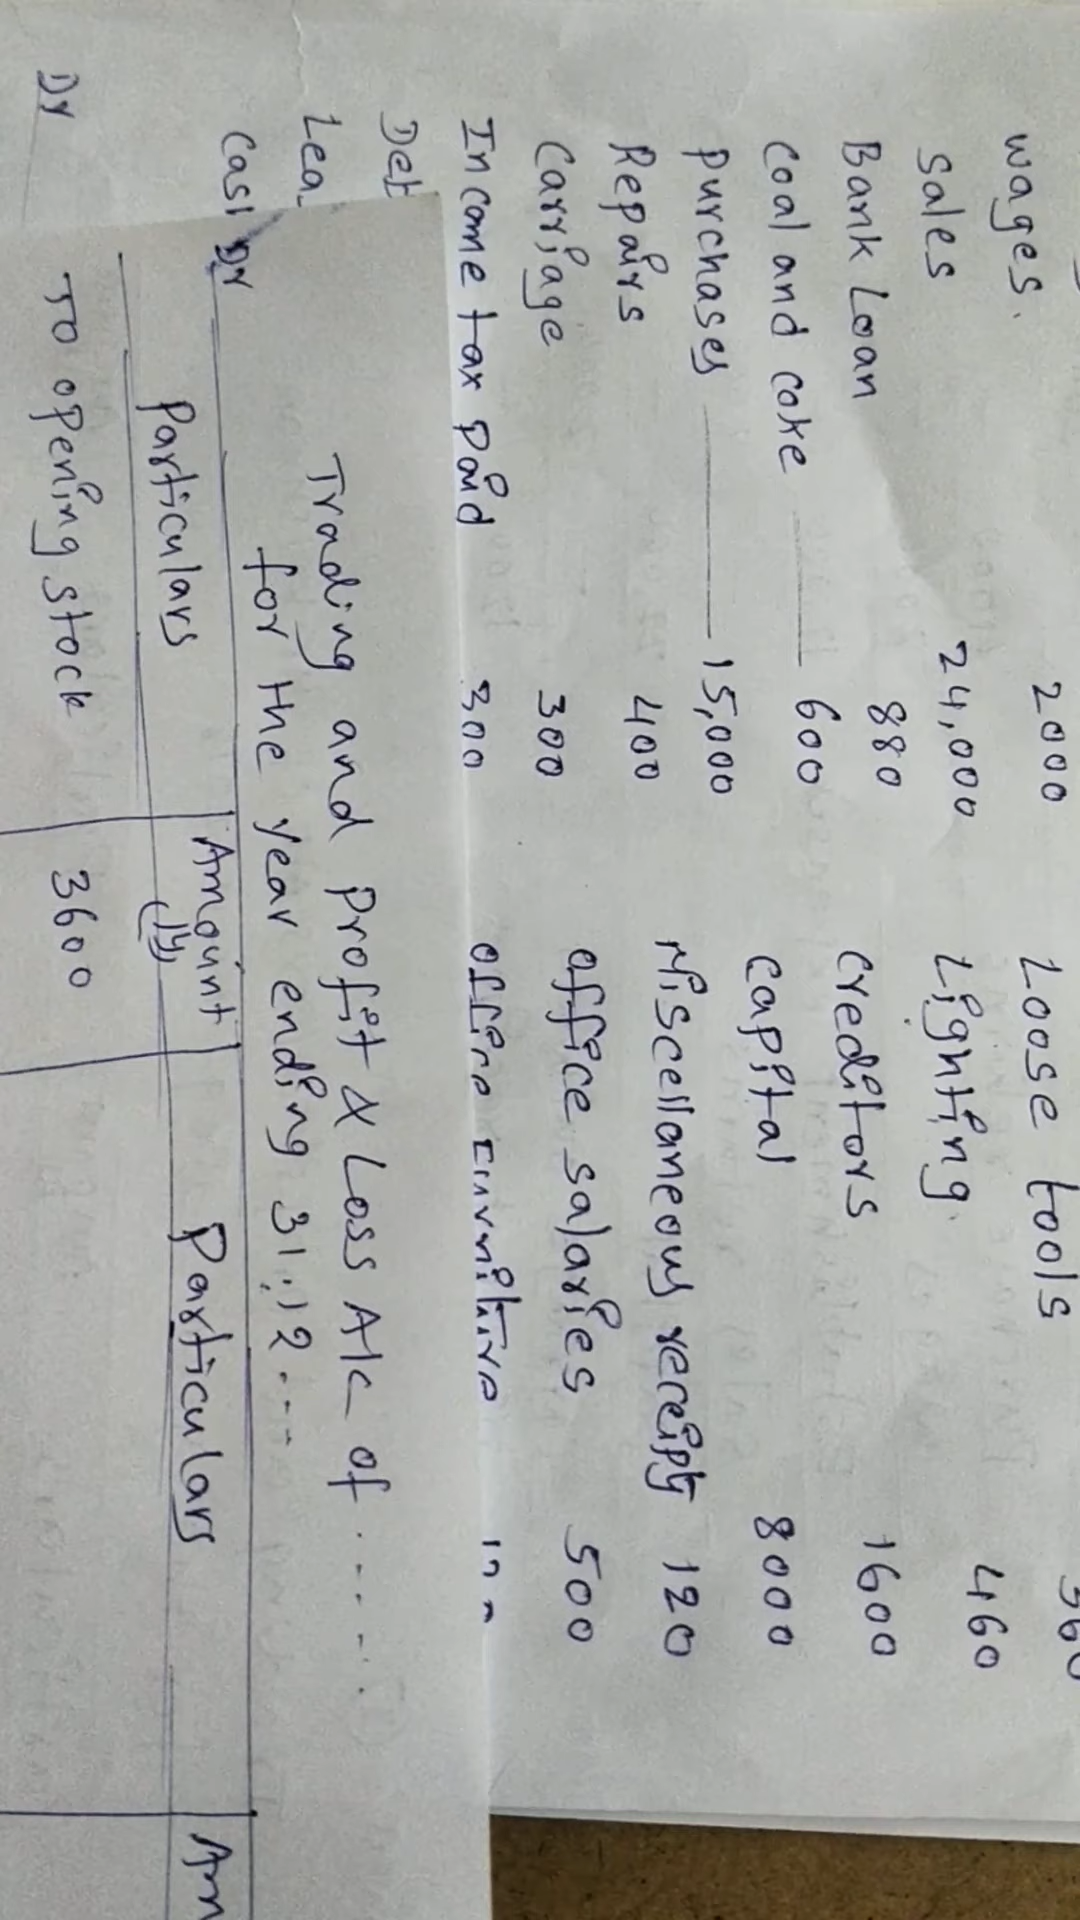 wages. 2000 Loose tools
Sales 24,000 Lighting. 460
Bank Loan 880 creditors 1600
coal and coke 600 capital 8000
purchases 15,000 Miscellaneous receipts 120
Repairs 400 office salaries 500
Carriage 300
Income tax paid 300 office
Trading and Profit & Loss A/c of ........
for the year ending 31.12....
Dr
Particulars Amount Particulars Am
To opening stock 3600
Dr